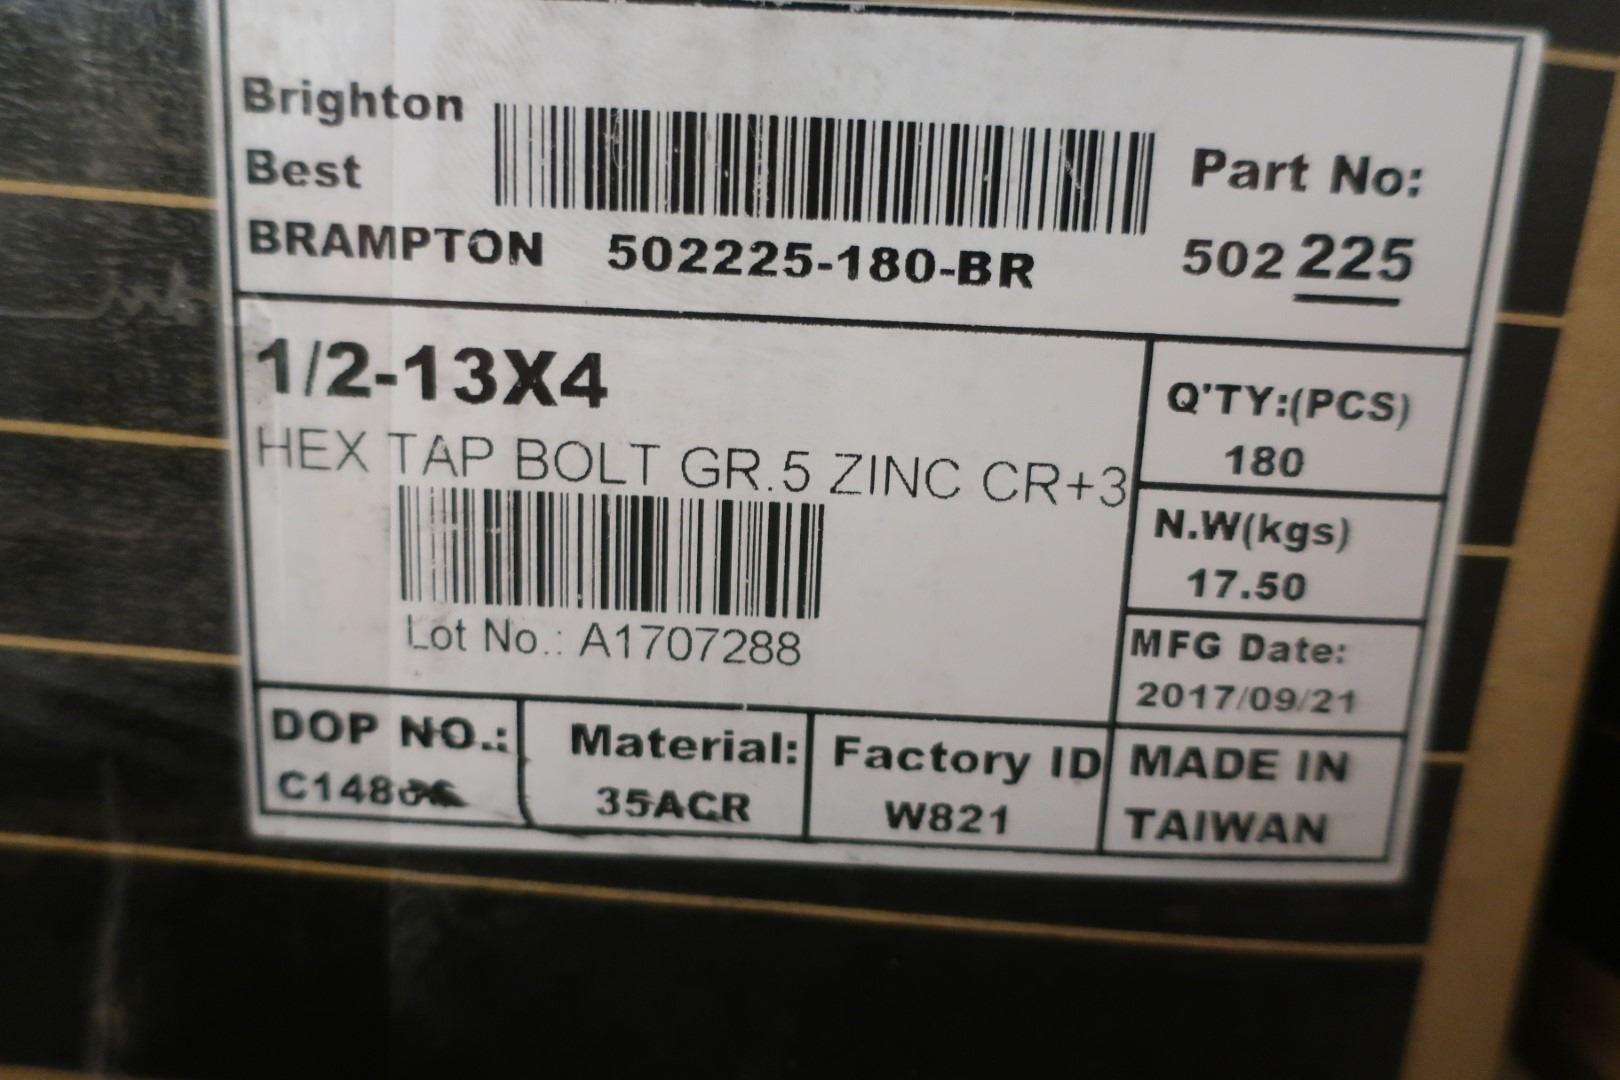 Brighton
Best
BRAMPTON 502225-180-BR
Part No:
502 225
1/2-13X4
HEX TAP BOLT GR.5 ZINC CR+3
Lot No.: A1707288
Q'TY:(PCS)
180
N.W(kgs)
17.50
MFG Date:
2017/09/21
DOP NO.:
Material:
35ACR
Factory ID
W821
MADE IN
TAIWAN